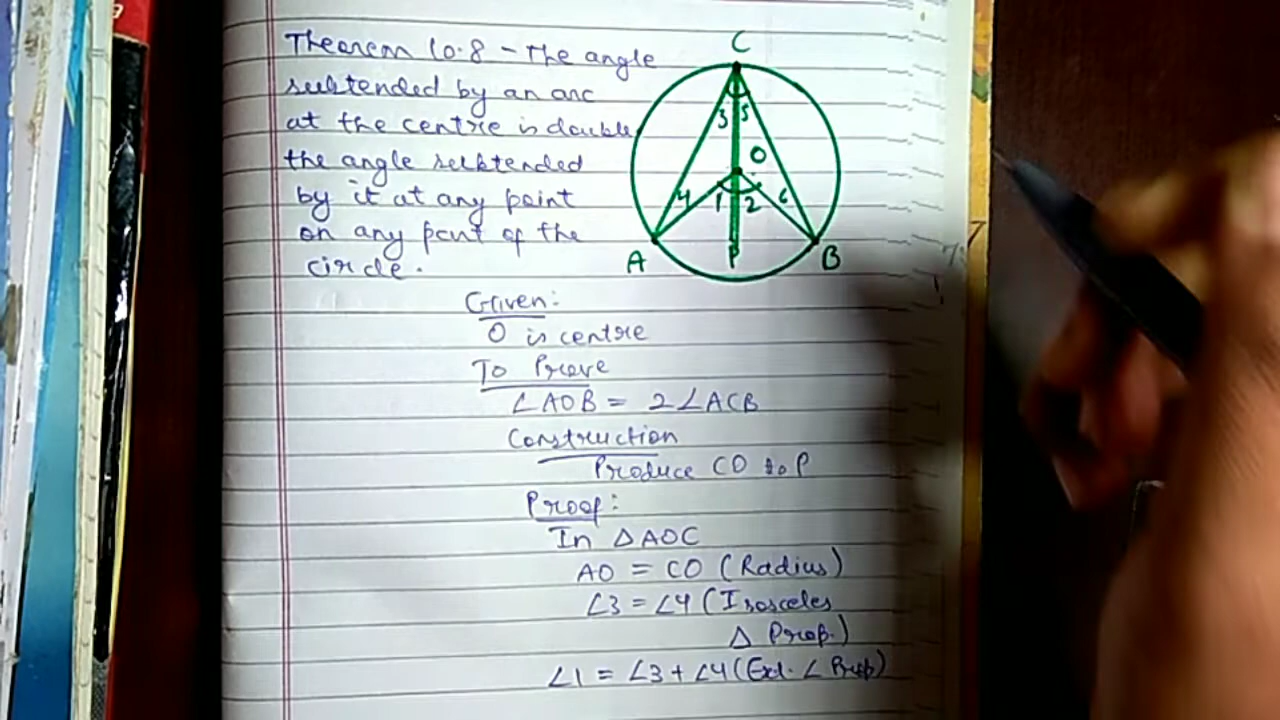 Theorem 10.8 - The angle
subtended by an arc
at the centre is double
the angle subtended
by it at any point
on any part of the
circle.
C
3 5
O
4 1 2 6
A P B
Given:
O is centre
To Prove
∠AOB = 2∠ACB
Construction
Produce CO to P
Proof:
In △AOC
AO = CO (Radius)
∠3 = ∠4 (Isosceles
△ Prop.)
∠1 = ∠3 + ∠4 (Ext. ∠ Prop)